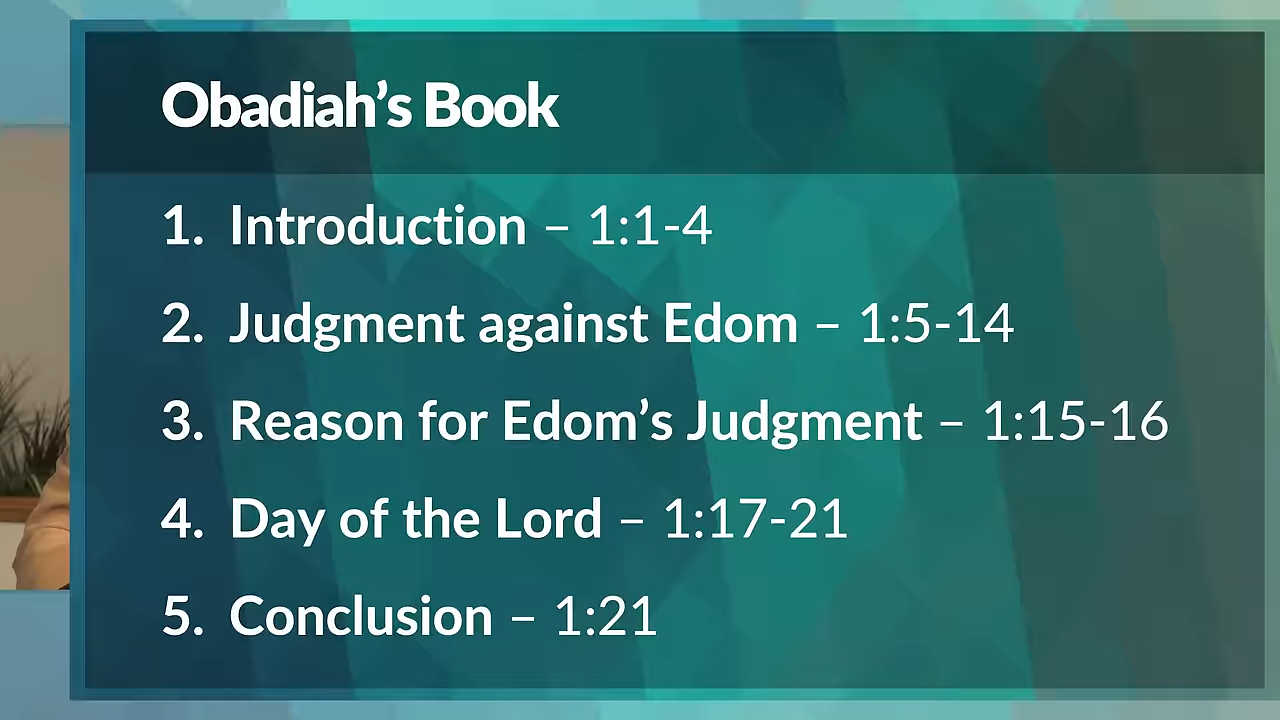 Obadiah’s Book
1. Introduction – 1:1-4
2. Judgment against Edom – 1:5-14
3. Reason for Edom’s Judgment – 1:15-16
4. Day of the Lord – 1:17-21
5. Conclusion – 1:21